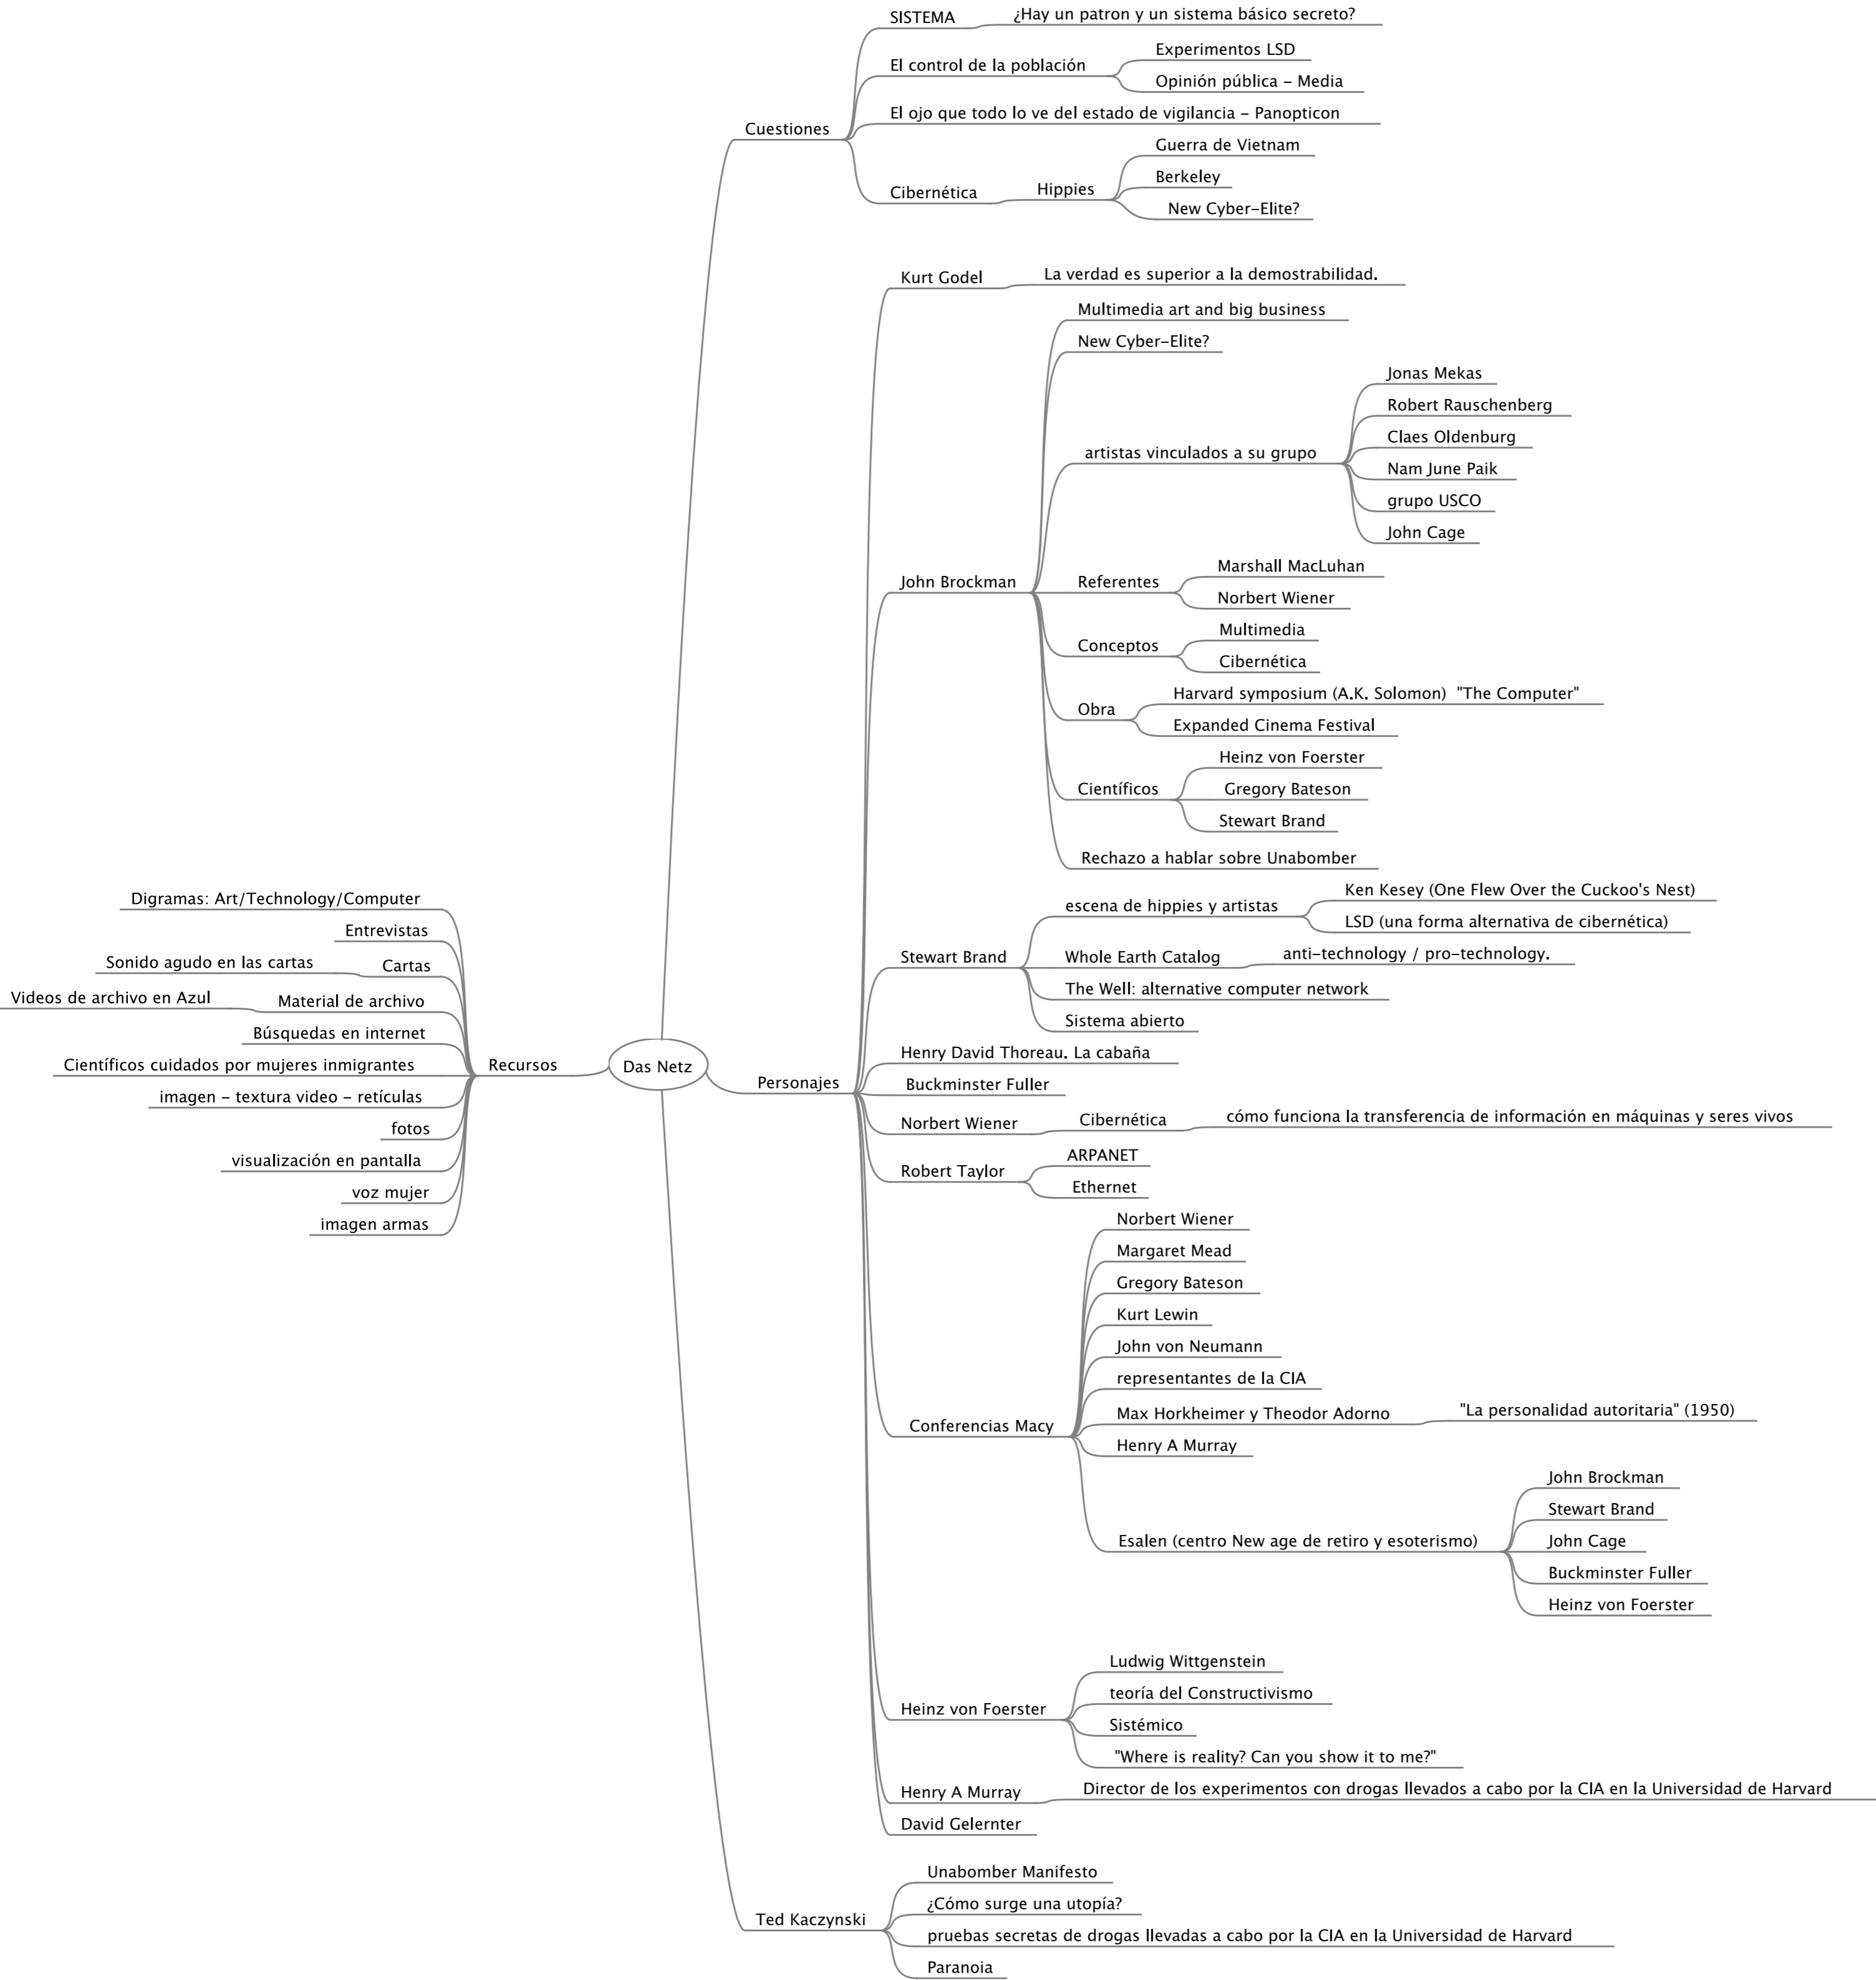 SISTEMA
¿Hay un patron y un sistema básico secreto?
El control de la población
Experimentos LSD
Opinión pública – Media
El ojo que todo lo ve del estado de vigilancia – Panopticon
Cuestiones
Cibernética
Hippies
Guerra de Vietnam
Berkeley
New Cyber–Elite?
Kurt Godel
La verdad es superior a la demostrabilidad.
John Brockman
Multimedia art and big business
New Cyber–Elite?
artistas vinculados a su grupo
Jonas Mekas
Robert Rauschenberg
Claes Oldenburg
Nam June Paik
grupo USCO
John Cage
Referentes
Marshall MacLuhan
Norbert Wiener
Conceptos
Multimedia
Cibernética
Obra
Harvard symposium (A.K. Solomon) "The Computer"
Expanded Cinema Festival
Científicos
Heinz von Foerster
Gregory Bateson
Stewart Brand
Rechazo a hablar sobre Unabomber
Stewart Brand
escena de hippies y artistas
Ken Kesey (One Flew Over the Cuckoo's Nest)
LSD (una forma alternativa de cibernética)
Whole Earth Catalog
anti–technology / pro–technology.
The Well: alternative computer network
Sistema abierto
Henry David Thoreau. La cabaña
Buckminster Fuller
Norbert Wiener
Cibernética
cómo funciona la transferencia de información en máquinas y seres vivos
Robert Taylor
ARPANET
Ethernet
Personajes
Das Netz
Recursos
Digramas: Art/Technology/Computer
Entrevistas
Sonido agudo en las cartas
Cartas
Videos de archivo en Azul
Material de archivo
Búsquedas en internet
Científicos cuidados por mujeres inmigrantes
imagen – textura video – retículas
fotos
visualización en pantalla
voz mujer
imagen armas
Conferencias Macy
Norbert Wiener
Margaret Mead
Gregory Bateson
Kurt Lewin
John von Neumann
representantes de la CIA
Max Horkheimer y Theodor Adorno
"La personalidad autoritaria" (1950)
Henry A Murray
Esalen (centro New age de retiro y esoterismo)
John Brockman
Stewart Brand
John Cage
Buckminster Fuller
Heinz von Foerster
Heinz von Foerster
Ludwig Wittgenstein
teoría del Constructivismo
Sistémico
"Where is reality? Can you show it to me?"
Henry A Murray
Director de los experimentos con drogas llevados a cabo por la CIA en la Universidad de Harvard
David Gelernter
Ted Kaczynski
Unabomber Manifesto
¿Cómo surge una utopía?
pruebas secretas de drogas llevadas a cabo por la CIA en la Universidad de Harvard
Paranoia